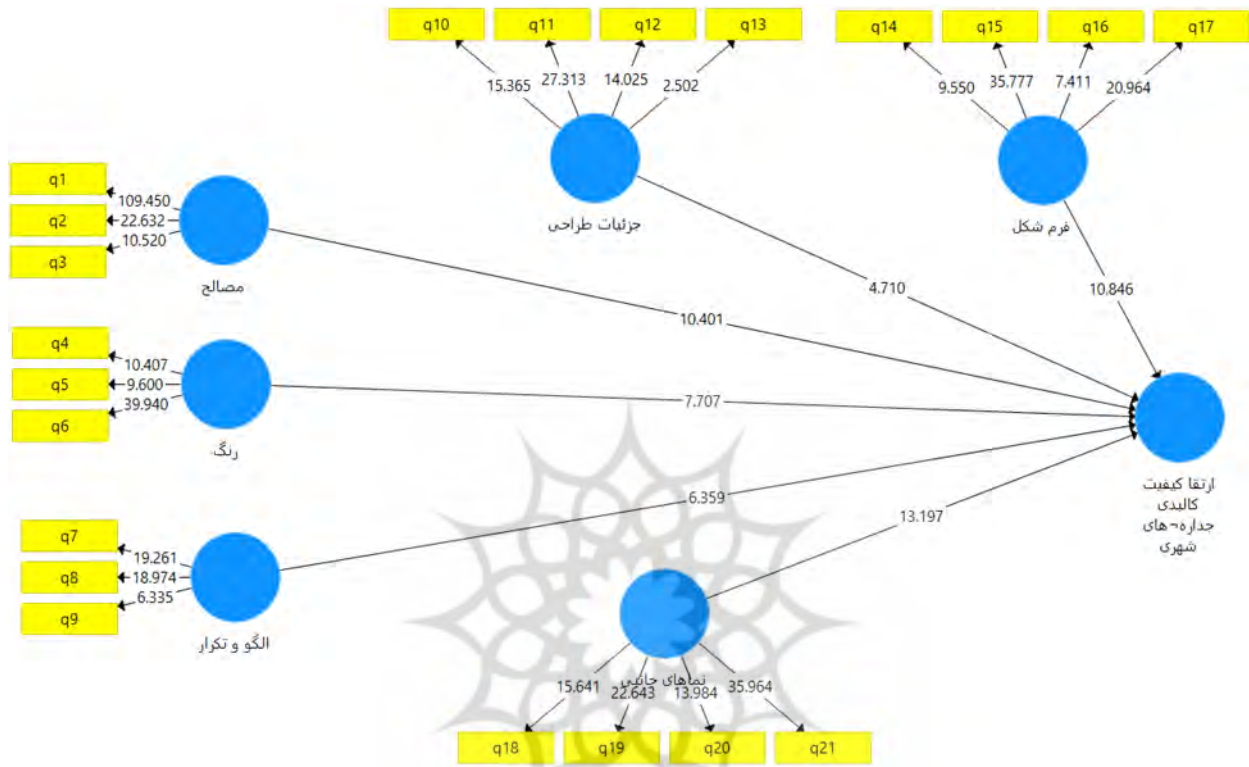 q10
q11
q12
q13
q14
q15
q16
q17
15.365
27.313
14.025
2.502
9.550
35.777
7.411
20.964
جزئیات طراحی
فرم شکل
q1
q2
q3
109.450
22.632
10.520
مصالح
4.710
10.846
10.401
q4
q5
q6
10.407
9.600
39.940
رنگ
7.707
ارتقا کیفیت
کالبدی
جداره¬های
شهری
6.359
13.197
q7
q8
q9
19.261
18.974
6.335
الگو و تکرار
نماهای جانبی
15.641
22.643
13.984
35.964
q18
q19
q20
q21